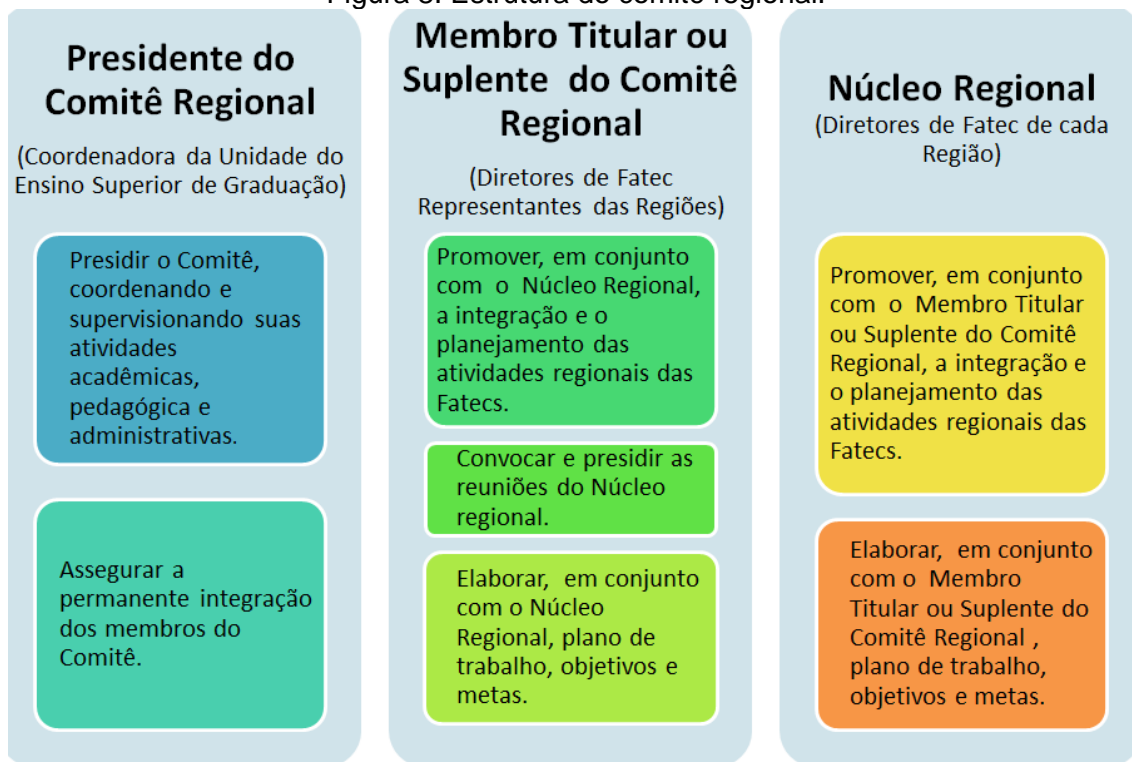 Figura 3. Estrutura do comitê regional.
Presidente do
Comitê Regional
(Coordenadora da Unidade do
Ensino Superior de Graduação)
Presidir o Comitê,
coordenando e
supervisionando suas
atividades
acadêmicas,
pedagógica e
administrativas.
Assegurar a
permanente integração
dos membros do
Comitê.
Membro Titular ou
Suplente do Comitê
Regional
(Diretores de Fatec
Representantes das Regiões)
Promover, em conjunto
com o Núcleo Regional,
a integração e o
planejamento das
atividades regionais das
Fatecs.
Convocar e presidir as
reuniões do Núcleo
regional.
Elaborar, em conjunto
com o Núcleo
Regional, plano de
trabalho, objetivos e
metas.
Núcleo Regional
(Diretores de Fatec de cada
Região)
Promover, em conjunto
com o Membro Titular
ou Suplente do Comitê
Regional, a integração e
o planejamento das
atividades regionais das
Fatecs.
Elaborar, em conjunto
com o Membro
Titular ou Suplente do
Comitê Regional ,
plano de trabalho,
objetivos e metas.